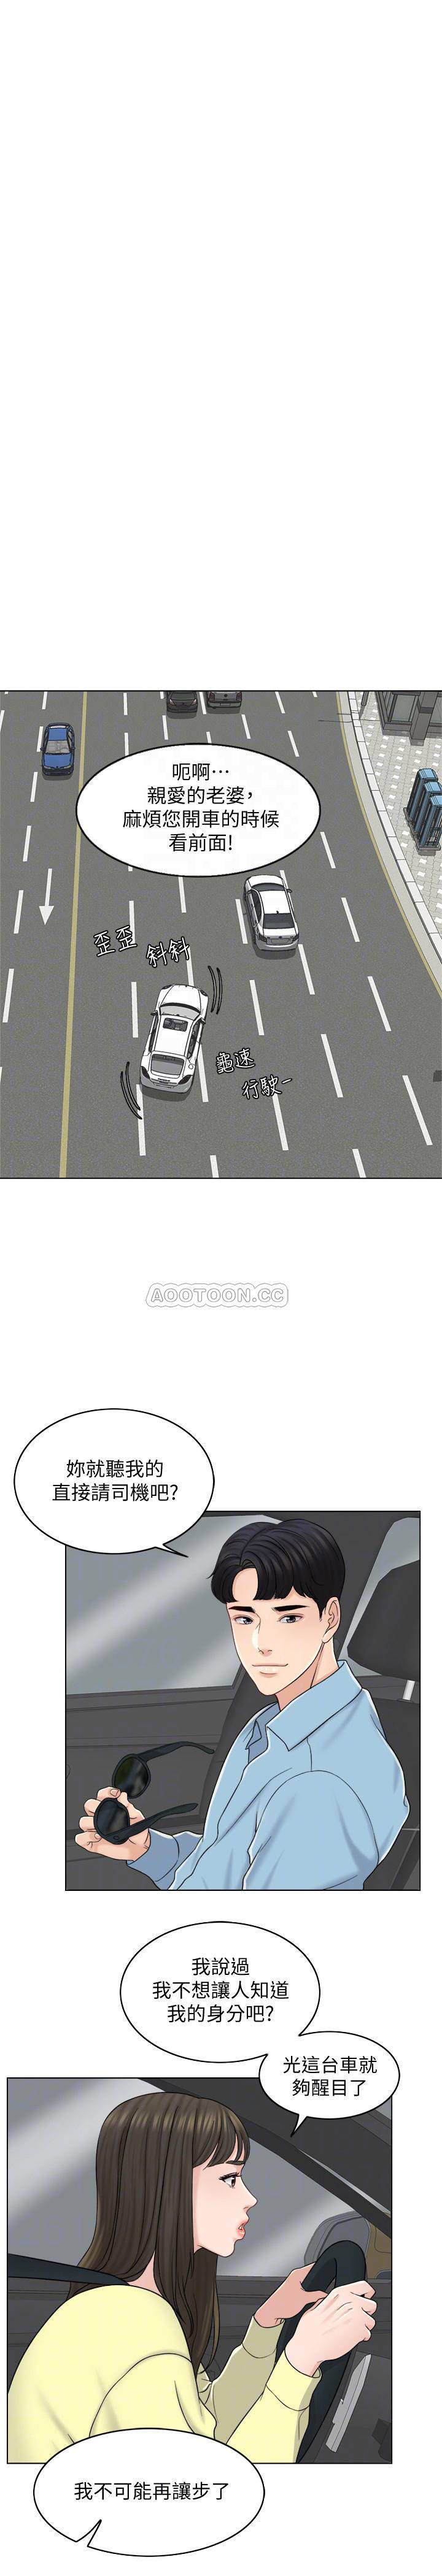 呃啊…
親愛的老婆,
麻煩您開車的時候
看前面!
歪歪
斜斜
龜速
行駛~
AOOTOON.CC
妳就聽我的
直接請司機吧?
我說過
我不想讓人知道
我的身分吧?
光這台車就
夠醒目了
我不可能再讓步了